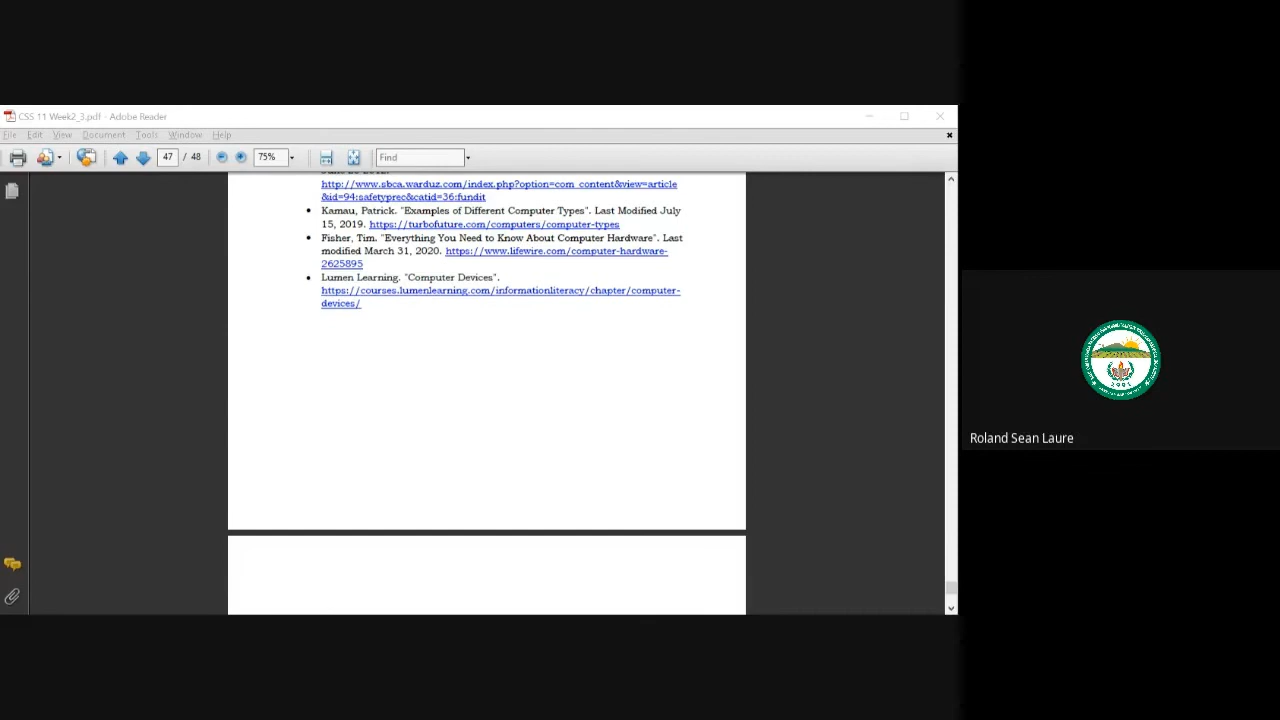 CSS 11 Week2_3.pdf - Adobe Reader
File Edit View Document Tools Window Help
47 / 48 75% Find
http://www.sbca.warduz.com/index.php?option=com_content&view=article
&id=94:safetyprec&catid=36:fundit
• Kamau, Patrick. "Examples of Different Computer Types". Last Modified July
15, 2019. https://turbofuture.com/computers/computer-types
• Fisher, Tim. "Everything You Need to Know About Computer Hardware". Last
modified March 31, 2020. https://www.lifewire.com/computer-hardware-
2625895
• Lumen Learning. "Computer Devices".
https://courses.lumenlearning.com/informationliteracy/chapter/computer-
devices/
Roland Sean Laure